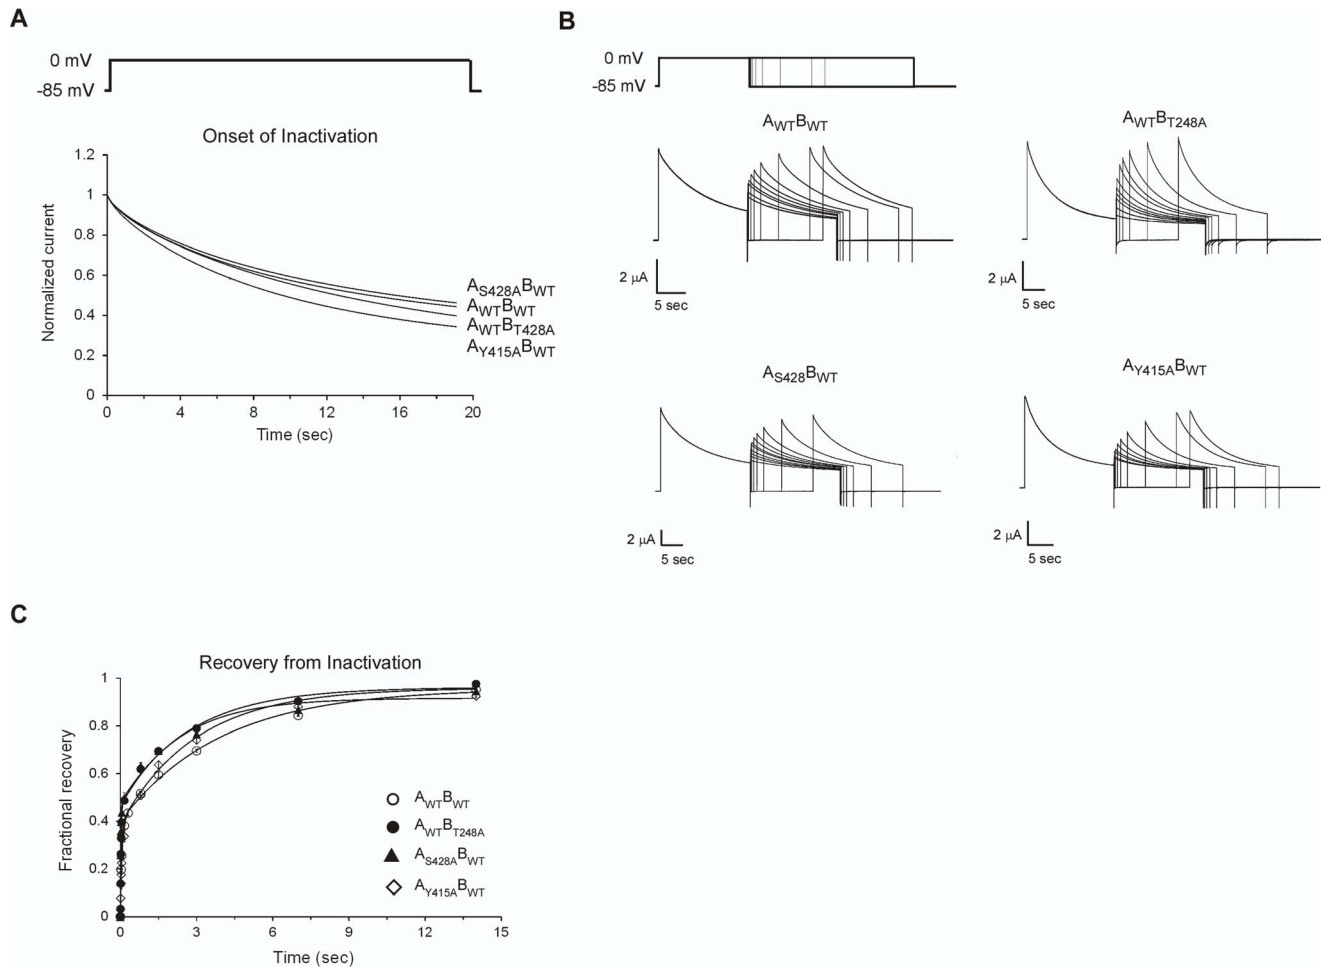 A
0 mV
-85 mV
Onset of Inactivation
Normalized current
1.2
1
0.8
0.6
0.4
0.2
0
0 4 8 12 16 20
Time (sec)
AS428ABWT
AWTBWT
AWTBT428A
AY415ABWT
B
0 mV
-85 mV
AWTBWT
2 µA
5 sec
AWTBT248A
2 µA
5 sec
AS428BWT
2 µA
5 sec
AY415ABWT
2 µA
5 sec
C
Recovery from Inactivation
Fractional recovery
1
0.8
0.6
0.4
0.2
0
0 3 6 9 12 15
Time (sec)
AWTBWT
AWTBT248A
AS428ABWT
AY415ABWT